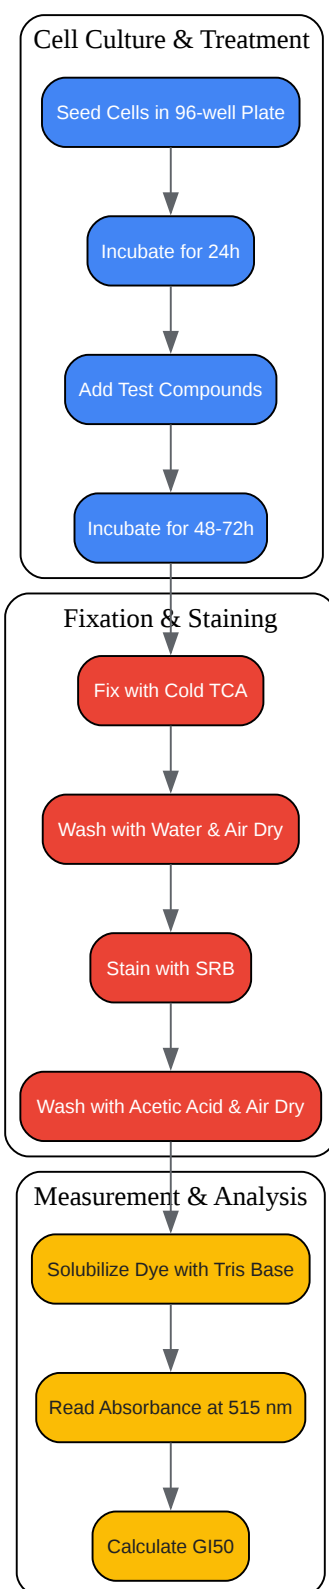 Cell Culture & Treatment
Seed Cells in 96-well Plate
Incubate for 24h
Add Test Compounds
Incubate for 48-72h
Fixation & Staining
Fix with Cold TCA
Wash with Water & Air Dry
Stain with SRB
Wash with Acetic Acid & Air Dry
Measurement & Analysis
Solubilize Dye with Tris Base
Read Absorbance at 515 nm
Calculate GI50